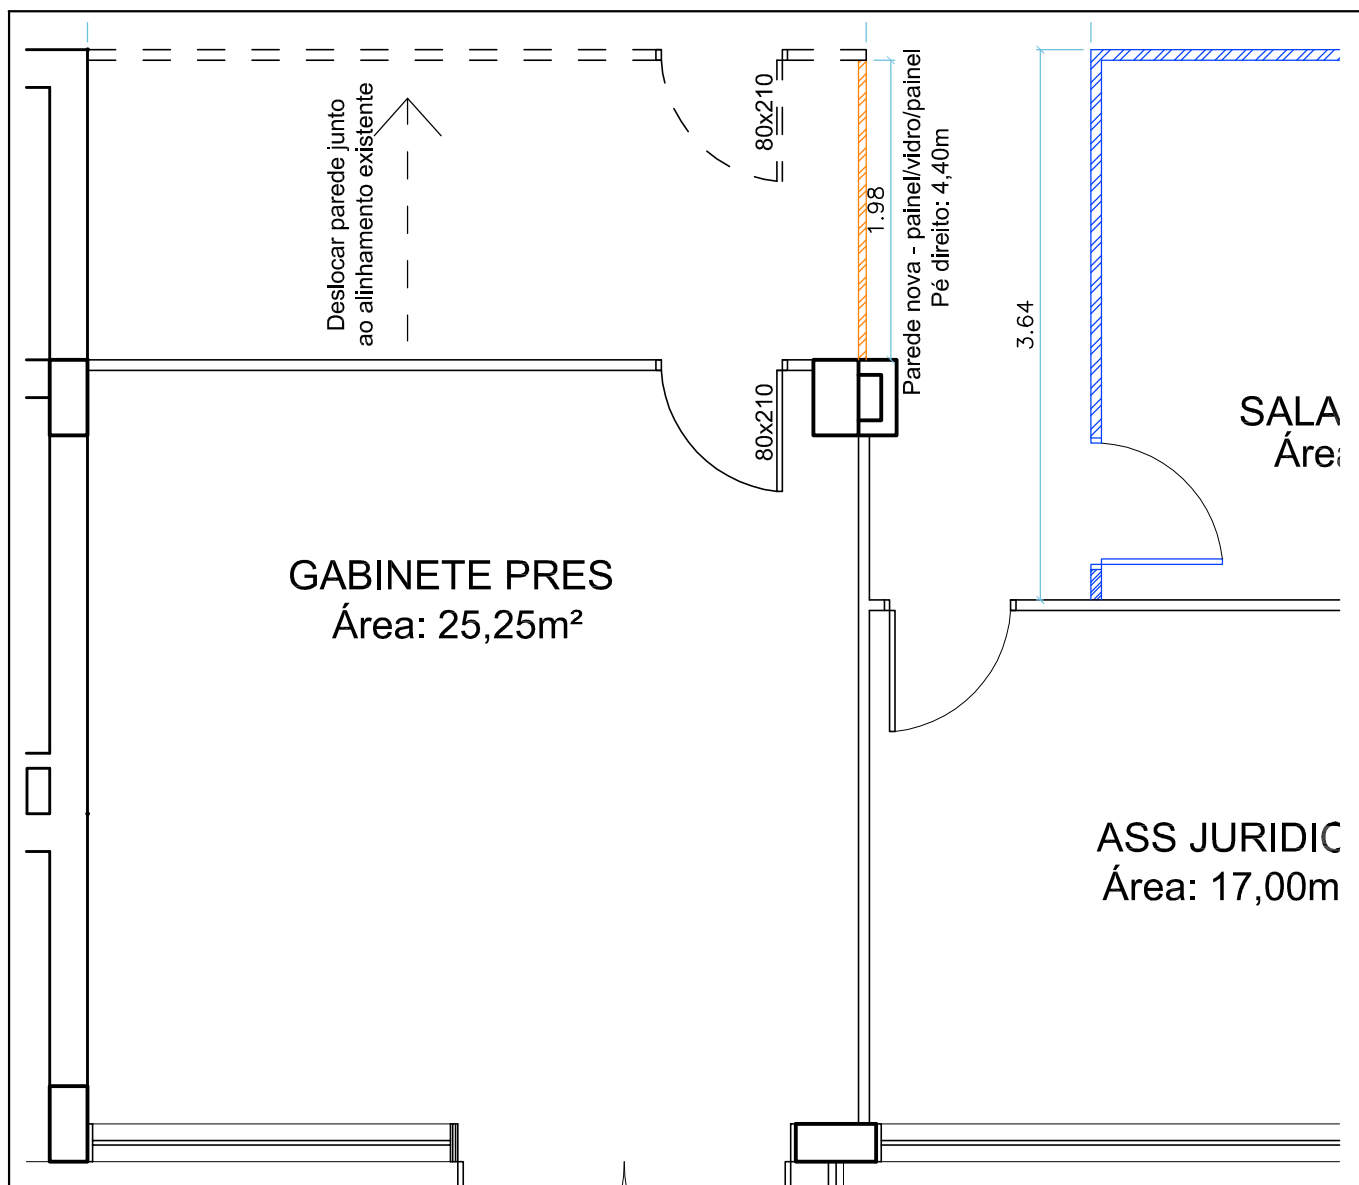 Deslocar parede junto
ao alinhamento existente
80x210
1.98
Parede nova - painel/vidro/painel
Pé direito: 4,40m
3.64
80x210
SALA
Área
GABINETE PRES
Área: 25,25m²
ASS JURIDIC
Área: 17,00m